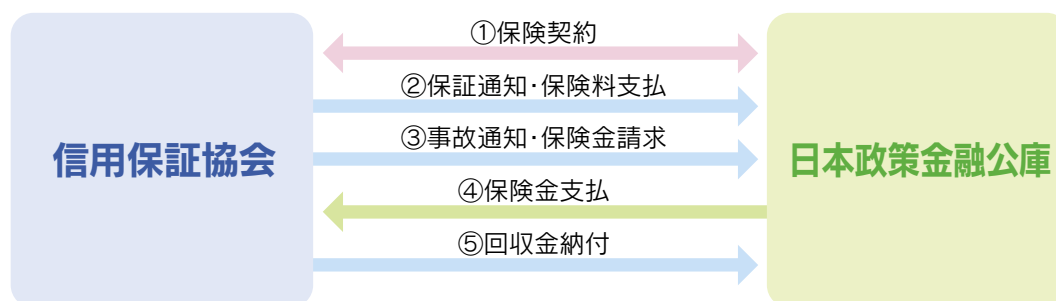 ①保険契約
②保証通知･保険料支払
③事故通知･保険金請求
④保険金支払
⑤回収金納付
信用保証協会
日本政策金融公庫